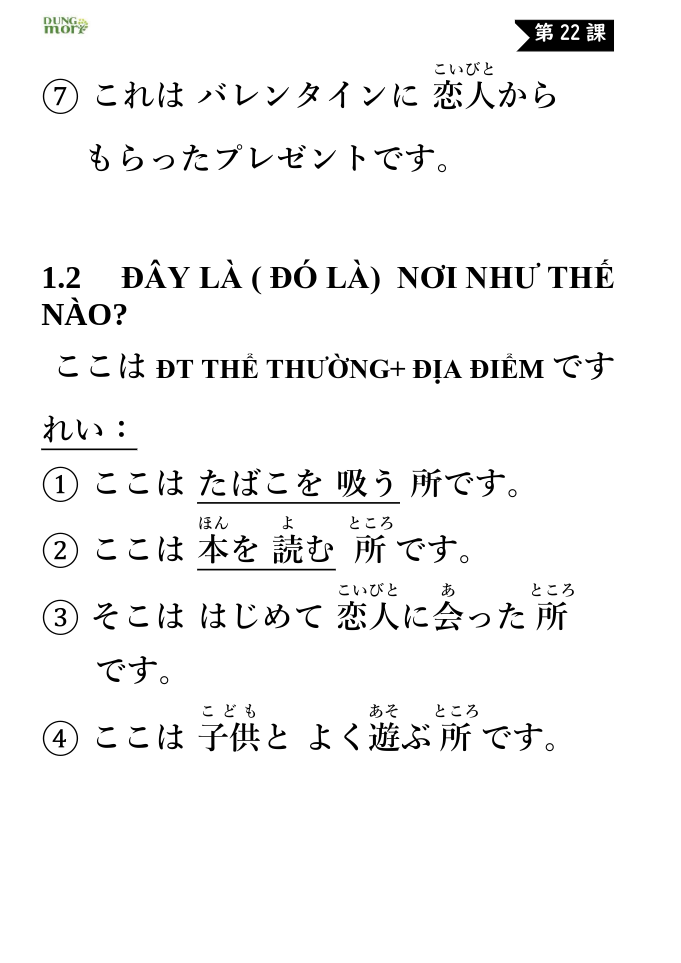 DUNG
mori
第 22 課
こいびと
⑦ これは バレンタインに 恋人から
もらったプレゼントです。
1.2 ĐÂY LÀ ( ĐÓ LÀ) NƠI NHƯ THẾ
NÀO?
ここは ĐT THỂ THƯỜNG+ ĐỊA ĐIỂM です
れい：
① ここは たばこを 吸う 所です。
ほん よ ところ
② ここは 本を 読む 所 です。
こいびと あ ところ
③ そこは はじめて 恋人に会った 所
です。
こ ど も あそ ところ
④ ここは 子供と よく遊ぶ 所 です。